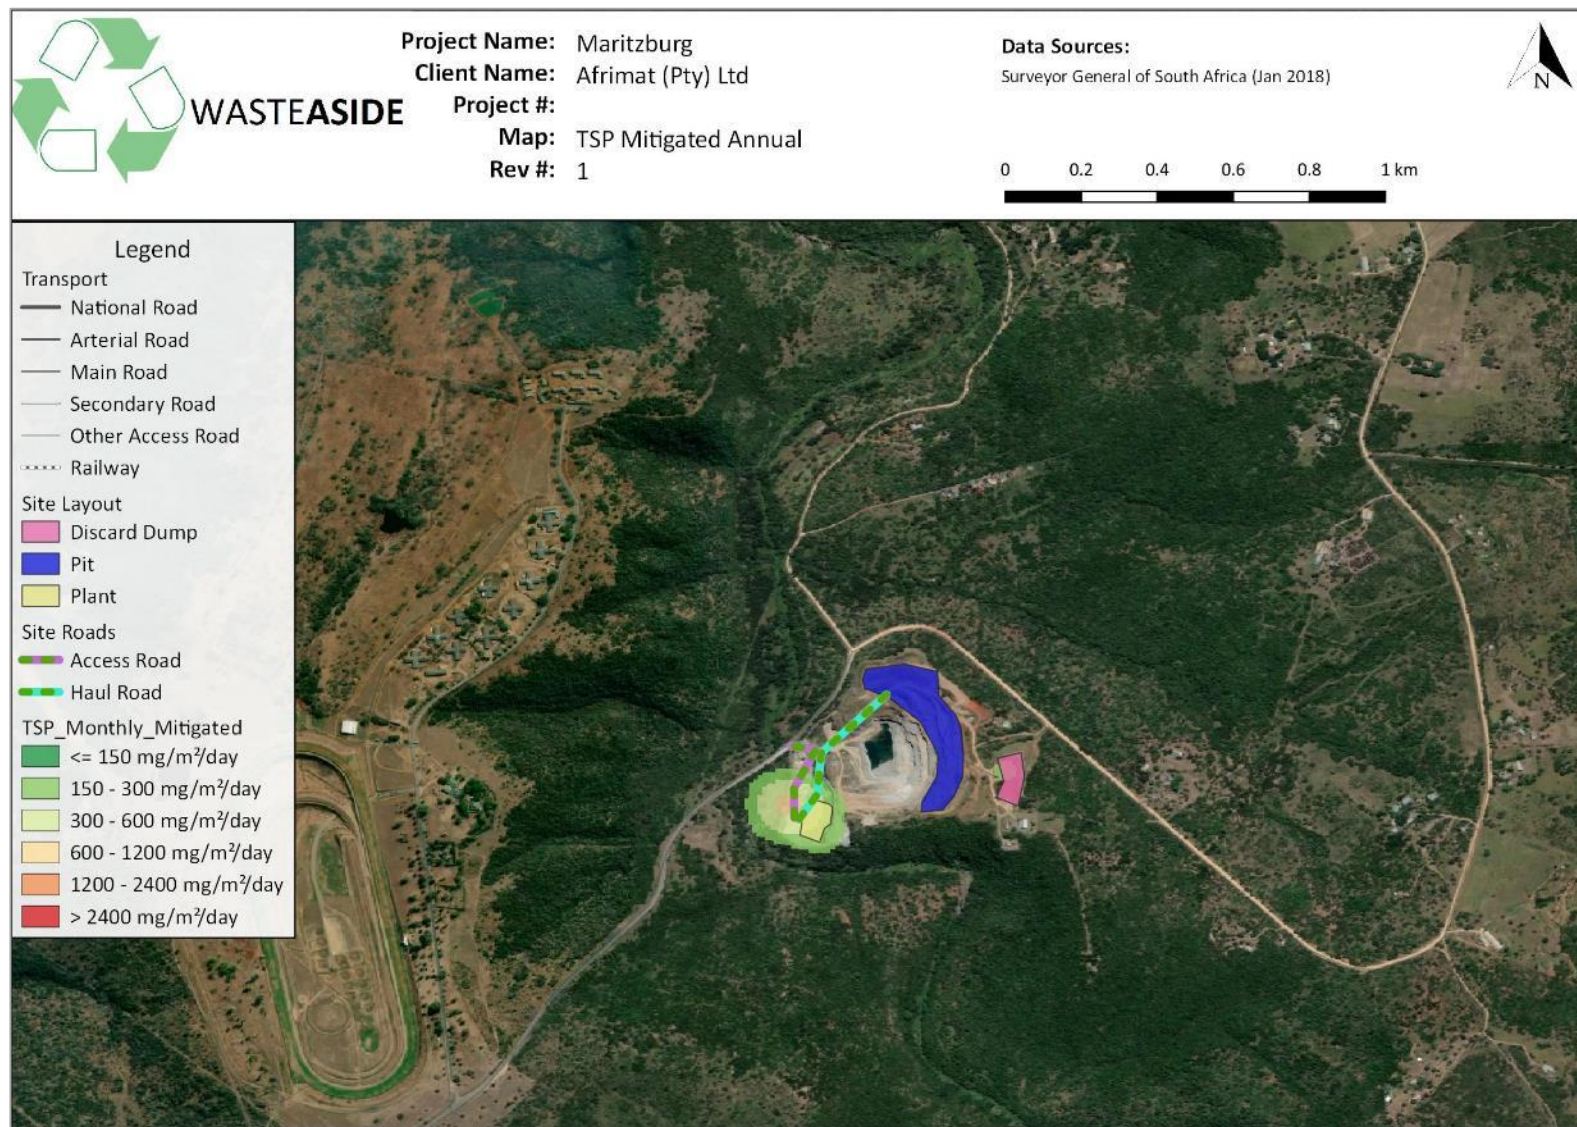 WASTEASIDE
Project Name: Maritzburg
Client Name: Afrimat (Pty) Ltd
Project #:
Map: TSP Mitigated Annual
Rev #: 1
Data Sources:
Surveyor General of South Africa (Jan 2018)
N
0 0.2 0.4 0.6 0.8 1 km
Legend
Transport
National Road
Arterial Road
Main Road
Secondary Road
Other Access Road
Railway
Site Layout
Discard Dump
Pit
Plant
Site Roads
Access Road
Haul Road
TSP_Monthly_Mitigated
<= 150 mg/m²/day
150 - 300 mg/m²/day
300 - 600 mg/m²/day
600 - 1200 mg/m²/day
1200 - 2400 mg/m²/day
> 2400 mg/m²/day